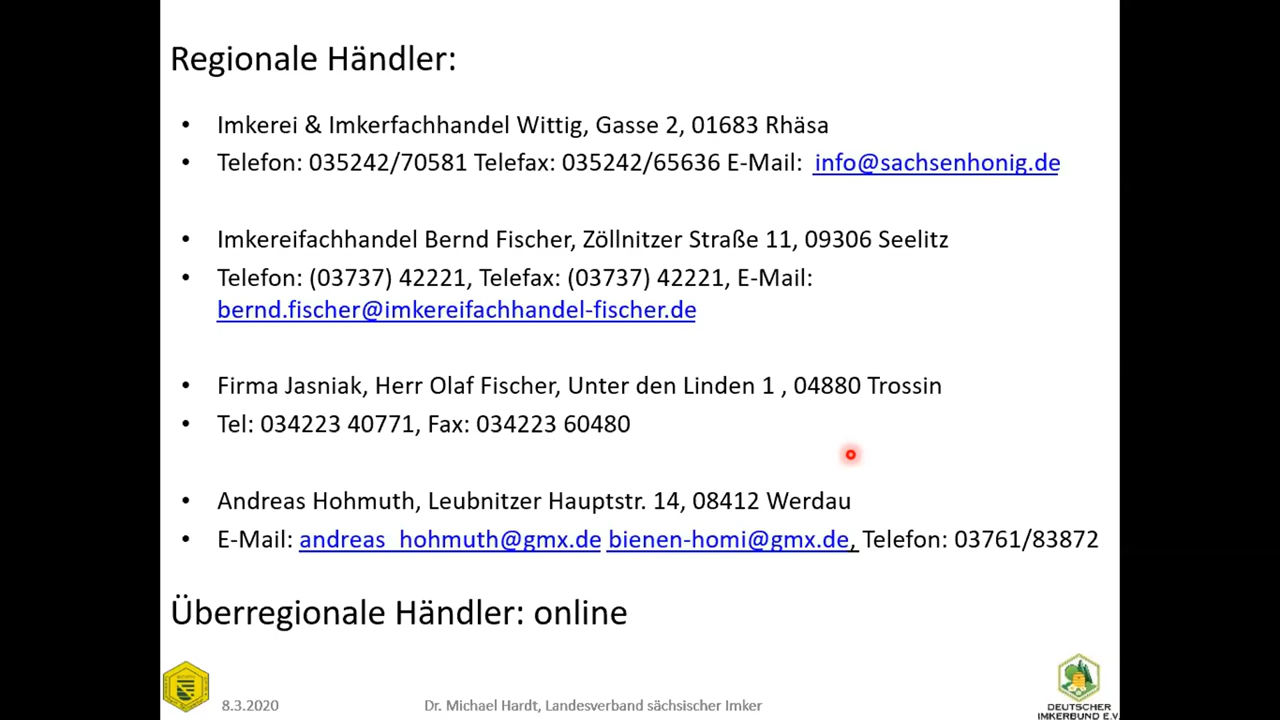 Regionale Händler:
• Imkerei & Imkerfachhandel Wittig, Gasse 2, 01683 Rhäsa
• Telefon: 035242/70581 Telefax: 035242/65636 E-Mail: info@sachsenhonig.de
• Imkereifachhandel Bernd Fischer, Zöllnitzer Straße 11, 09306 Seelitz
• Telefon: (03737) 42221, Telefax: (03737) 42221, E-Mail:
bernd.fischer@imkereifachhandel-fischer.de
• Firma Jasniak, Herr Olaf Fischer, Unter den Linden 1 , 04880 Trossin
• Tel: 034223 40771, Fax: 034223 60480
• Andreas Hohmuth, Leubnitzer Hauptstr. 14, 08412 Werdau
• E-Mail: andreas_hohmuth@gmx.de bienen-homi@gmx.de, Telefon: 03761/83872
Überregionale Händler: online
8.3.2020
Dr. Michael Hardt, Landesverband sächsischer Imker
DEUTSCHER
IMKERBUND E.V